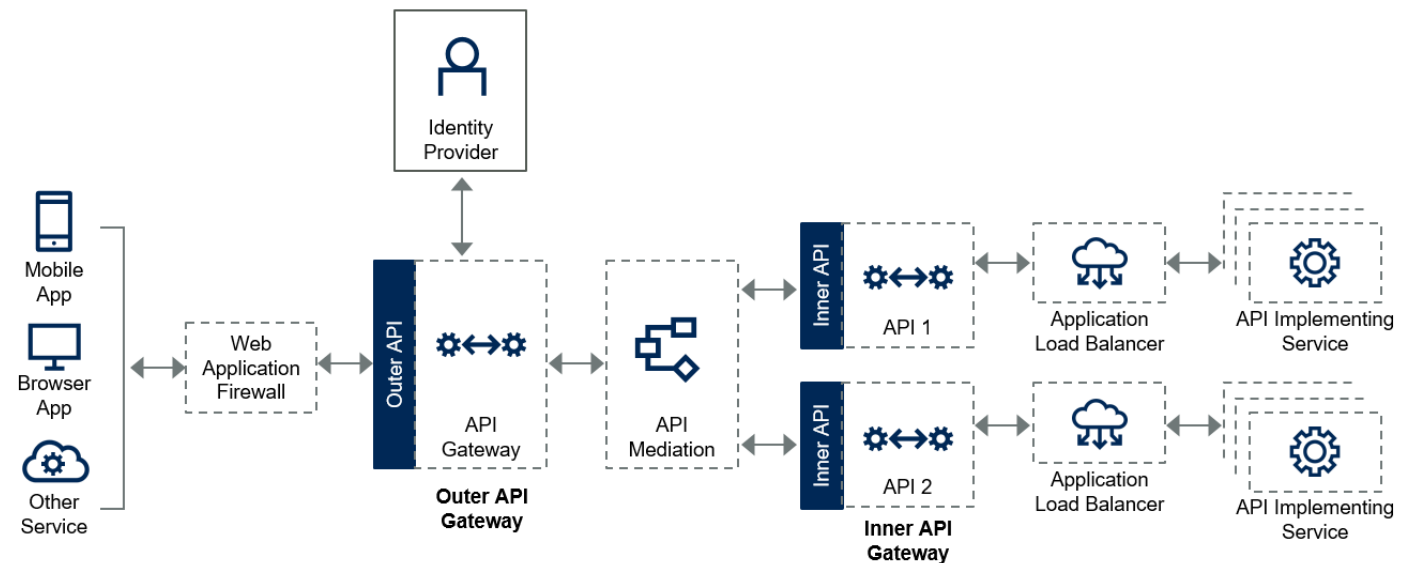 Identity
Provider
Mobile
App
Browser
App
Other
Service
Web
Application
Firewall
Outer API
API
Gateway
Outer API
Gateway
API
Mediation
Inner API
API 1
Application
Load Balancer
API Implementing
Service
Inner API
API 2
Inner API
Gateway
Application
Load Balancer
API Implementing
Service